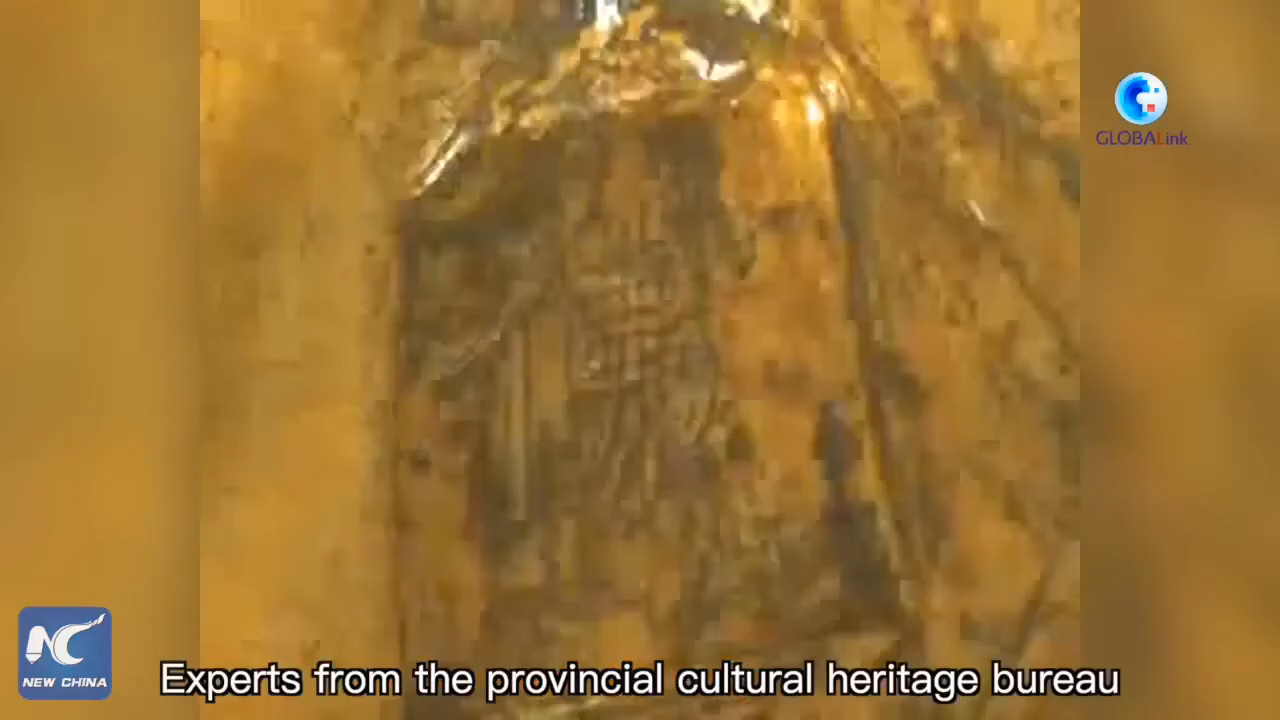 GLOBALink
NEW CHINA
Experts from the provincial cultural heritage bureau